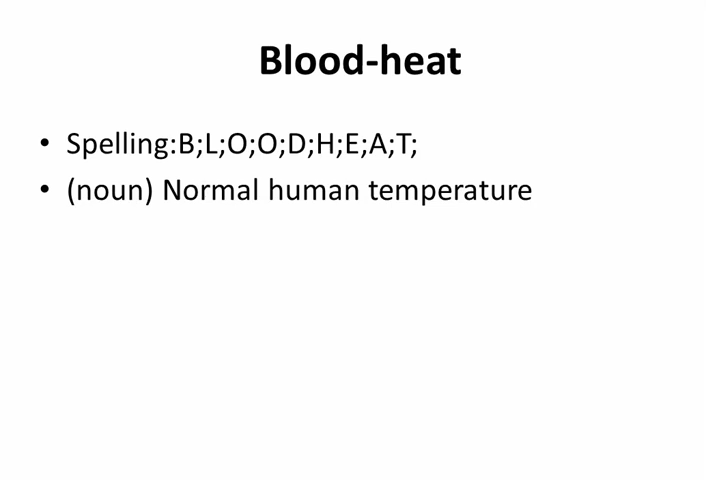 Blood-heat
• Spelling:B;L;O;O;D;H;E;A;T;
• (noun) Normal human temperature